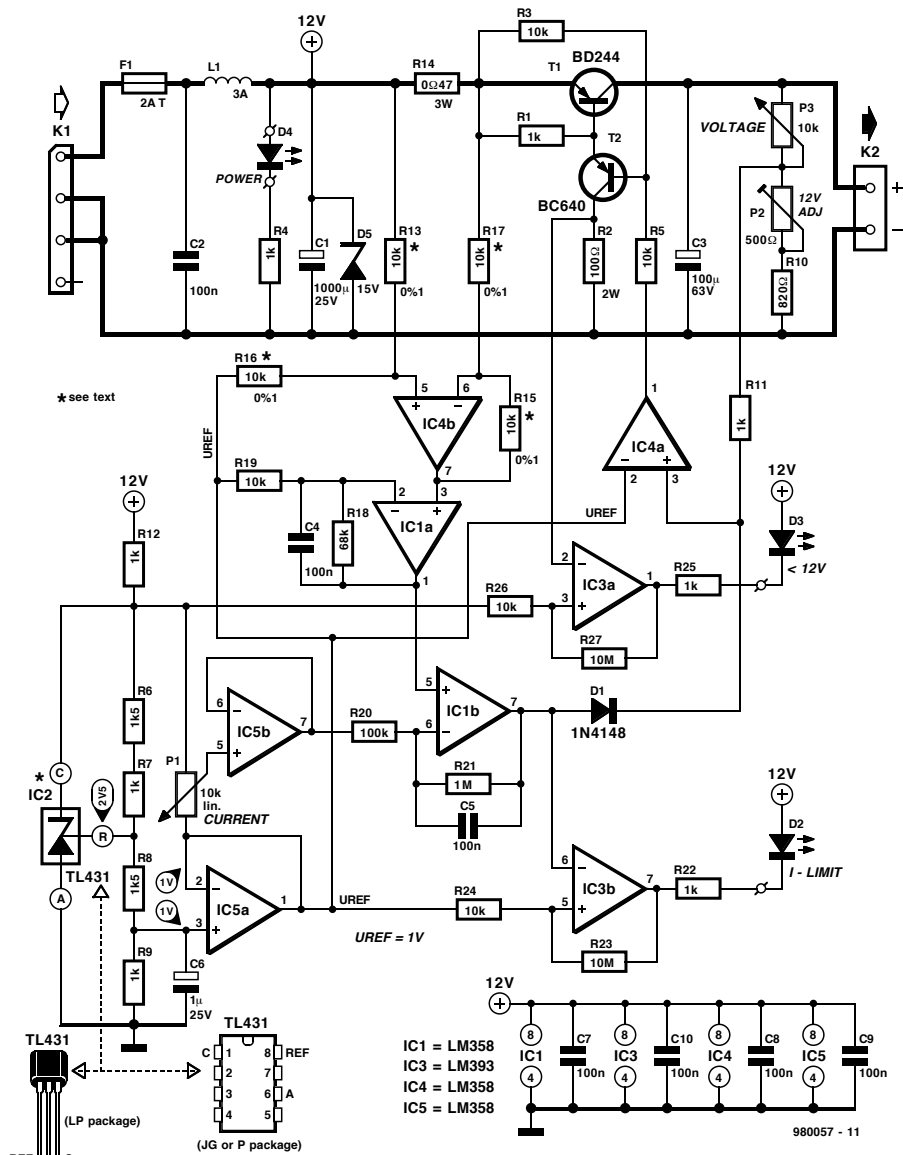 12V
F1
2A T
L1
3A
R14
0Ω47
3W
R3
10k
T1
BD244
K1
D4
POWER
R1
1k
T2
BC640
P3
10k
VOLTAGE
K2
+
−
C2
100n
R4
1k
C1
1000µ
25V
D5
15V
R13
*
10k
0%1
R17
*
10k
0%1
R2
100Ω
2W
R5
10k
C3
100µ
63V
P2
500Ω
12V
ADJ
R10
820Ω
* see text
R16 *
10k
0%1
UREF
5
+
6
−
IC4b
7
R15
*
10k
0%1
1
IC4a
−
+
2
3
UREF
R11
1k
R19
10k
2
−
3
+
IC1a
1
C4
100n
R18
68k
12V
R12
1k
12V
D3
< 12V
R26
10k
2
−
3
+
IC3a
1
R25
1k
R27
10M
R6
1k5
R7
1k
6
−
5
+
IC5b
7
R20
100k
5
+
6
−
IC1b
7
D1
1N4148
R21
1M
C5
100n
P1
10k
lin.
CURRENT
C
*
IC2
2V5
R
TL431
A
R8
1k5
R9
1k
1V
1V
2
−
3
+
IC5a
1
UREF
UREF = 1V
C6
1µ
25V
R24
10k
6
−
5
+
IC3b
7
R22
1k
R23
10M
12V
D2
I - LIMIT
TL431
(LP package)
TL431
C 1 8 REF
2 7
3 6 A
4 5
(JG or P package)
IC1 = LM358
IC3 = LM393
IC4 = LM358
IC5 = LM358
12V
8
IC1
4
C7
100n
8
IC3
4
C10
100n
8
IC4
4
C8
100n
8
IC5
4
C9
100n
980057 - 11